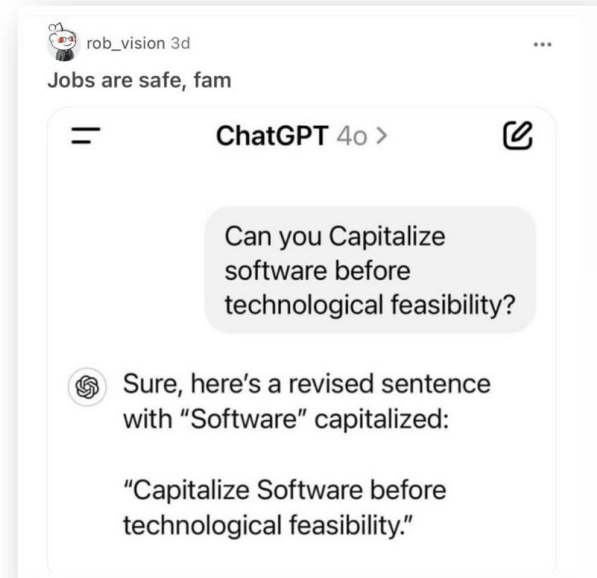 rob_vision 3d
Jobs are safe, fam
ChatGPT 4o >
Can you Capitalize
software before
technological feasibility?
Sure, here's a revised sentence
with "Software" capitalized:
"Capitalize Software before
technological feasibility."